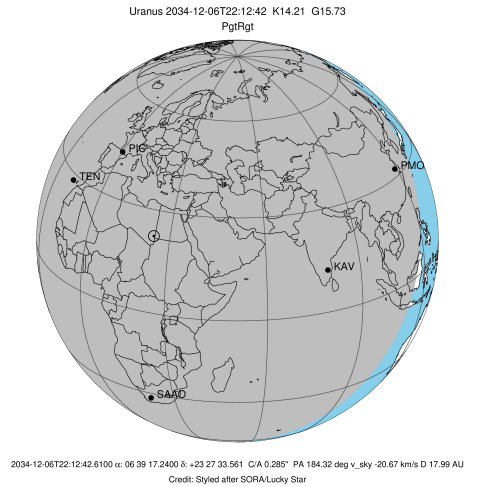 Uranus 2034-12-06T22:12:42 K14.21 G15.73
PgtRgt
PIC
TEN
PMO
KAV
SAAO
2034-12-06T22:12:42.6100 α: 06 39 17.2400 δ: +23 27 33.561 C/A 0.285" PA 184.32 deg v_sky -20.67 km/s D 17.99 AU
Credit: Styled after SORA/Lucky Star